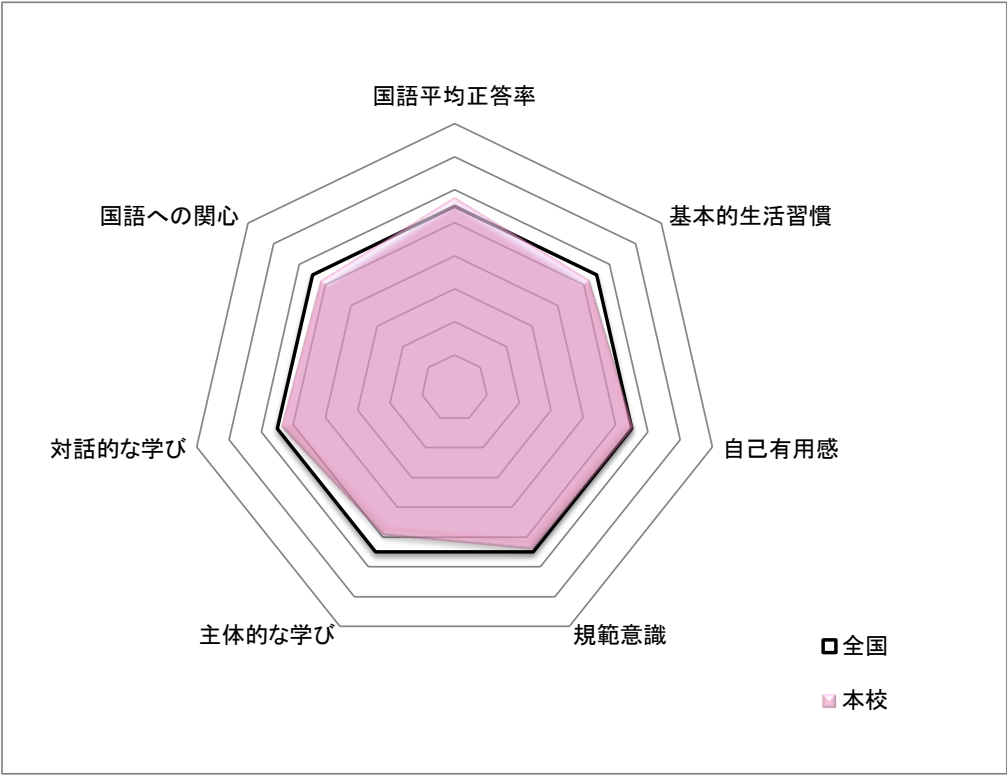 国語平均正答率
国語への関心
基本的生活習慣
対話的な学び
自己有用感
主体的な学び
規範意識
全国
本校